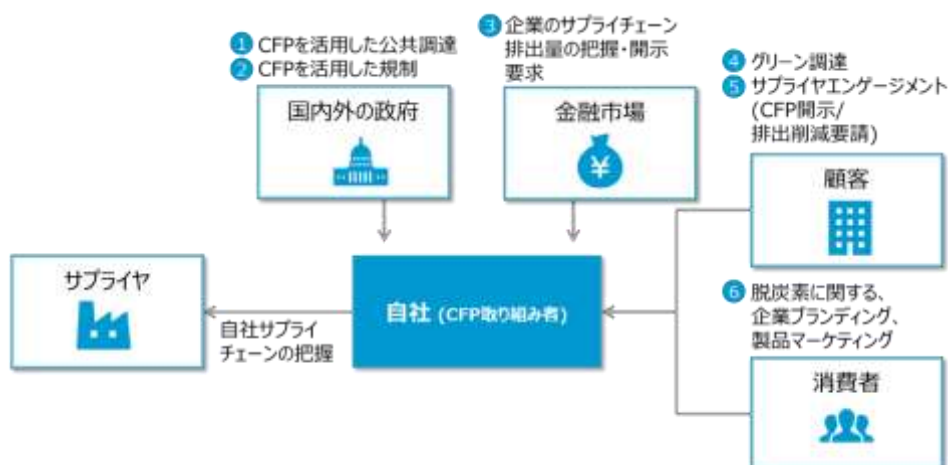 ① CFPを活用した公共調達
② CFPを活用した規制
国内外の政府
③ 企業のサプライチェーン
排出量の把握・開示
要求
金融市場
¥
④ グリーン調達
⑤ サプライヤエンゲージメント
(CFP開示/
排出削減要請)
顧客
サプライヤ
自社サプライ
チェーンの把握
自社 (CFP取り組み者)
⑥ 脱炭素に関する、
企業ブランディング、
製品マーケティング
消費者